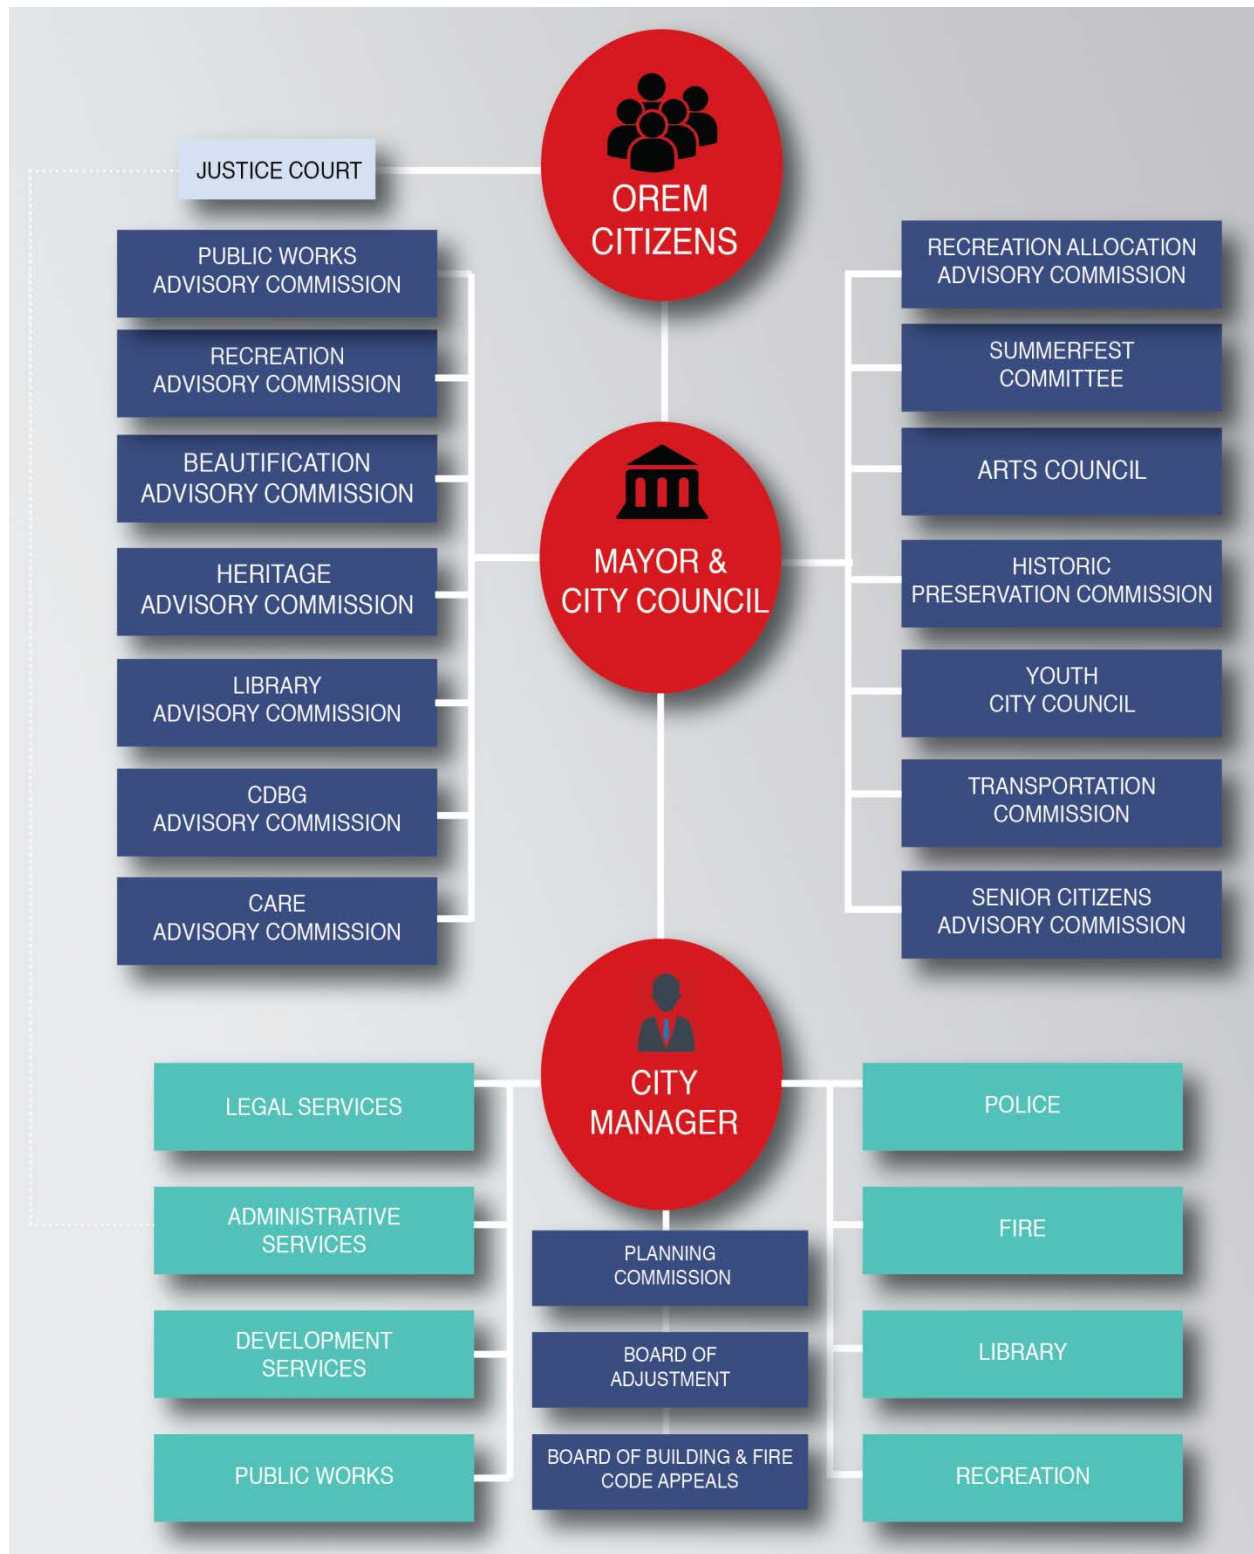 OREM
CITIZENS
JUSTICE COURT
PUBLIC WORKS
ADVISORY COMMISSION
RECREATION
ADVISORY COMMISSION
BEAUTIFICATION
ADVISORY COMMISSION
HERITAGE
ADVISORY COMMISSION
LIBRARY
ADVISORY COMMISSION
CDBG
ADVISORY COMMISSION
CARE
ADVISORY COMMISSION
MAYOR &
CITY COUNCIL
RECREATION ALLOCATION
ADVISORY COMMISSION
SUMMERFEST
COMMITTEE
ARTS COUNCIL
HISTORIC
PRESERVATION COMMISSION
YOUTH
CITY COUNCIL
TRANSPORTATION
COMMISSION
SENIOR CITIZENS
ADVISORY COMMISSION
CITY
MANAGER
LEGAL SERVICES
ADMINISTRATIVE
SERVICES
DEVELOPMENT
SERVICES
PUBLIC WORKS
PLANNING
COMMISSION
BOARD OF
ADJUSTMENT
BOARD OF BUILDING & FIRE
CODE APPEALS
POLICE
FIRE
LIBRARY
RECREATION